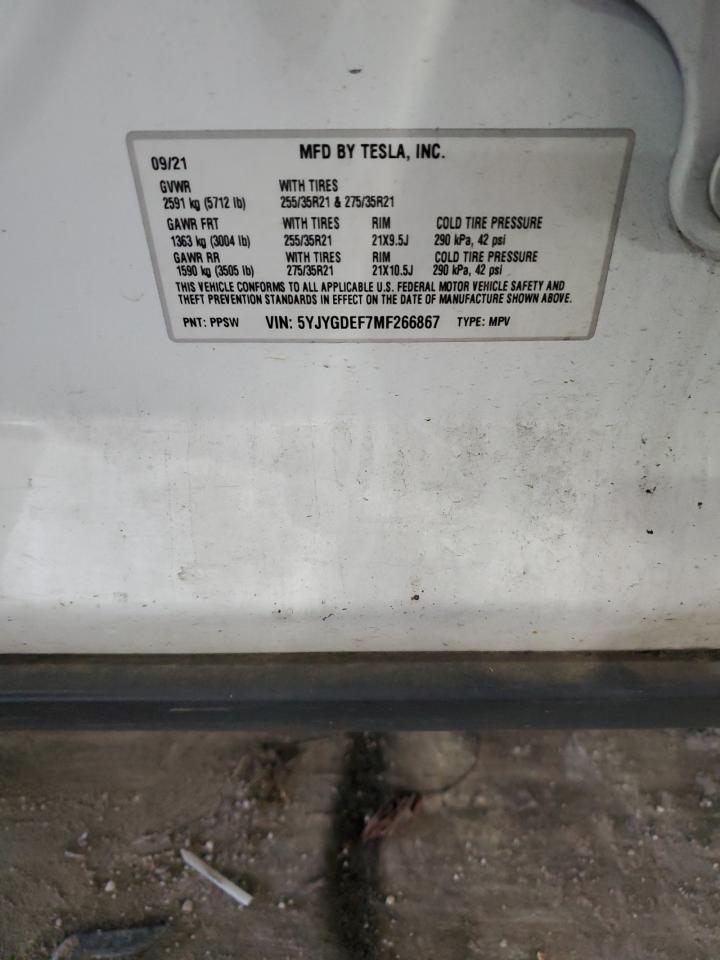 09/21 MFD BY TESLA, INC.
GVWR WITH TIRES
2591 kg (5712 lb) 255/35R21 & 275/35R21
GAWR FRT WITH TIRES RIM COLD TIRE PRESSURE
1363 kg (3004 lb) 255/35R21 21X9.5J 290 kPa, 42 psi
GAWR RR WITH TIRES RIM COLD TIRE PRESSURE
1590 kg (3505 lb) 275/35R21 21X10.5J 290 kPa, 42 psi
THIS VEHICLE CONFORMS TO ALL APPLICABLE U.S. FEDERAL MOTOR VEHICLE SAFETY AND
THEFT PREVENTION STANDARDS IN EFFECT ON THE DATE OF MANUFACTURE SHOWN ABOVE.
PNT: PPSW VIN: 5YJYGDEF7MF266867 TYPE: MPV